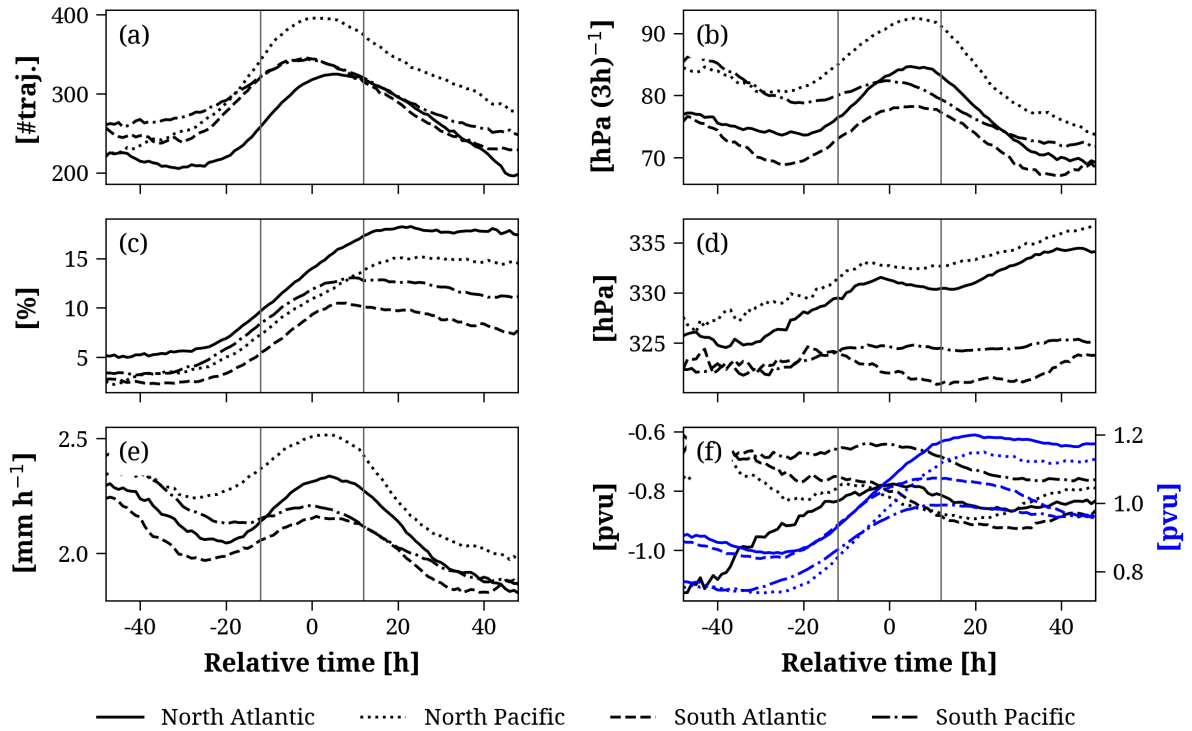 (a)
400
300
200
[#traj.]
(b)
90
80
70
[hPa (3h)⁻¹]
(c)
15
10
5
[%]
(d)
335
330
325
[hPa]
(e)
2.5
2.0
[mm h⁻¹]
-40 -20 0 20 40
Relative time [h]
(f)
-0.6
-0.8
-1.0
[pvu]
1.2
1.0
0.8
[pvu]
-40 -20 0 20 40
Relative time [h]
North Atlantic North Pacific South Atlantic South Pacific